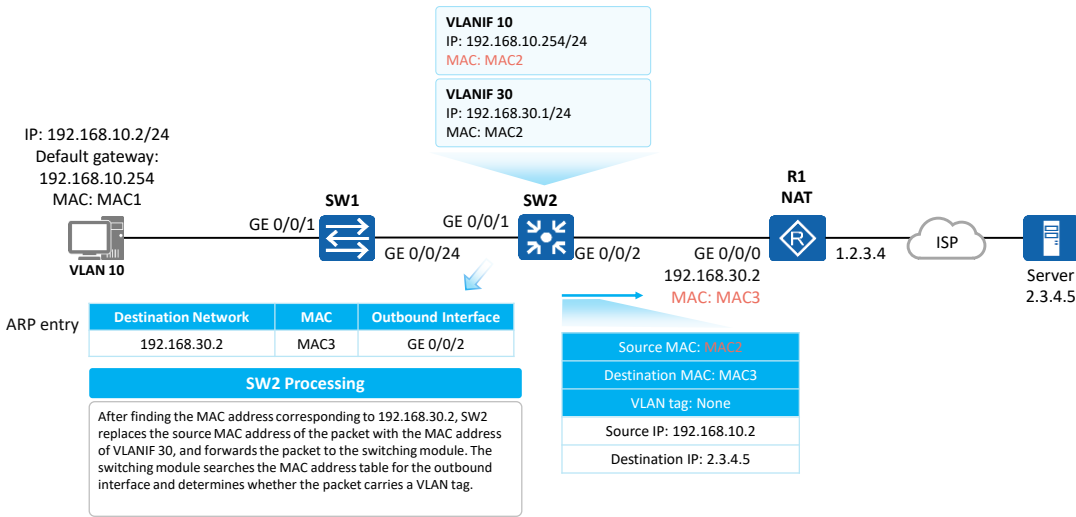 VLANIF 10
IP: 192.168.10.254/24
MAC: MAC2
VLANIF 30
IP: 192.168.30.1/24
MAC: MAC2
IP: 192.168.10.2/24
Default gateway:
192.168.10.254
MAC: MAC1
VLAN 10
GE 0/0/1
SW1
GE 0/0/24
GE 0/0/1
SW2
GE 0/0/2
R1
NAT
GE 0/0/0
192.168.30.2
MAC: MAC3
R
1.2.3.4
ISP
Server
2.3.4.5
ARP entry
Destination Network MAC Outbound Interface
192.168.30.2 MAC3 GE 0/0/2
SW2 Processing
After finding the MAC address corresponding to 192.168.30.2, SW2
replaces the source MAC address of the packet with the MAC address
of VLANIF 30, and forwards the packet to the switching module. The
switching module searches the MAC address table for the outbound
interface and determines whether the packet carries a VLAN tag.
Source MAC: MAC2
Destination MAC: MAC3
VLAN tag: None
Source IP: 192.168.10.2
Destination IP: 2.3.4.5